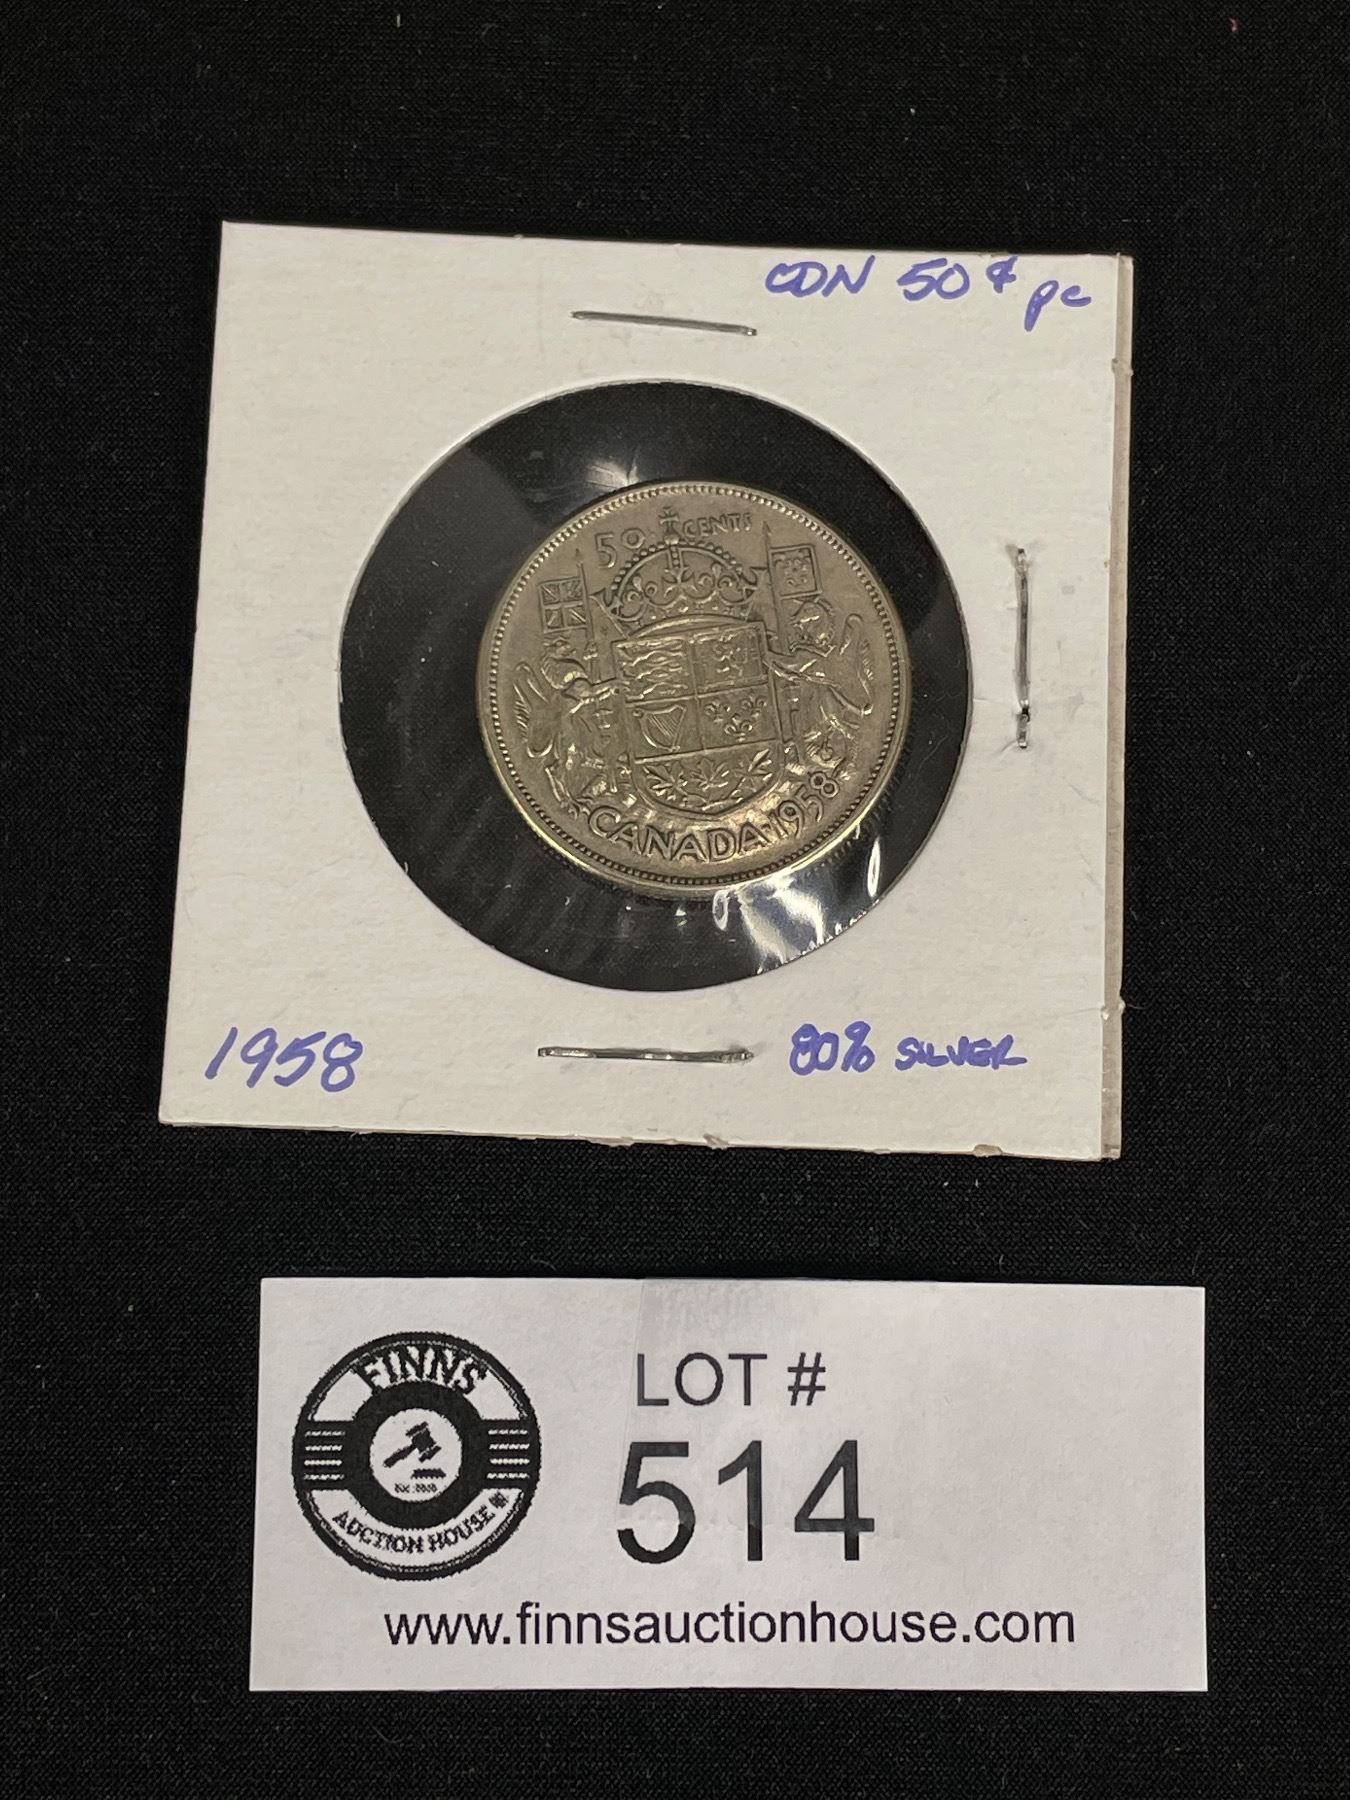 CDN 50¢ pc
50 CENTS
CANADA 1958
1958
80% SILVER
FINNS
AUCTION HOUSE
LOT #
514
www.finnsauctionhouse.com